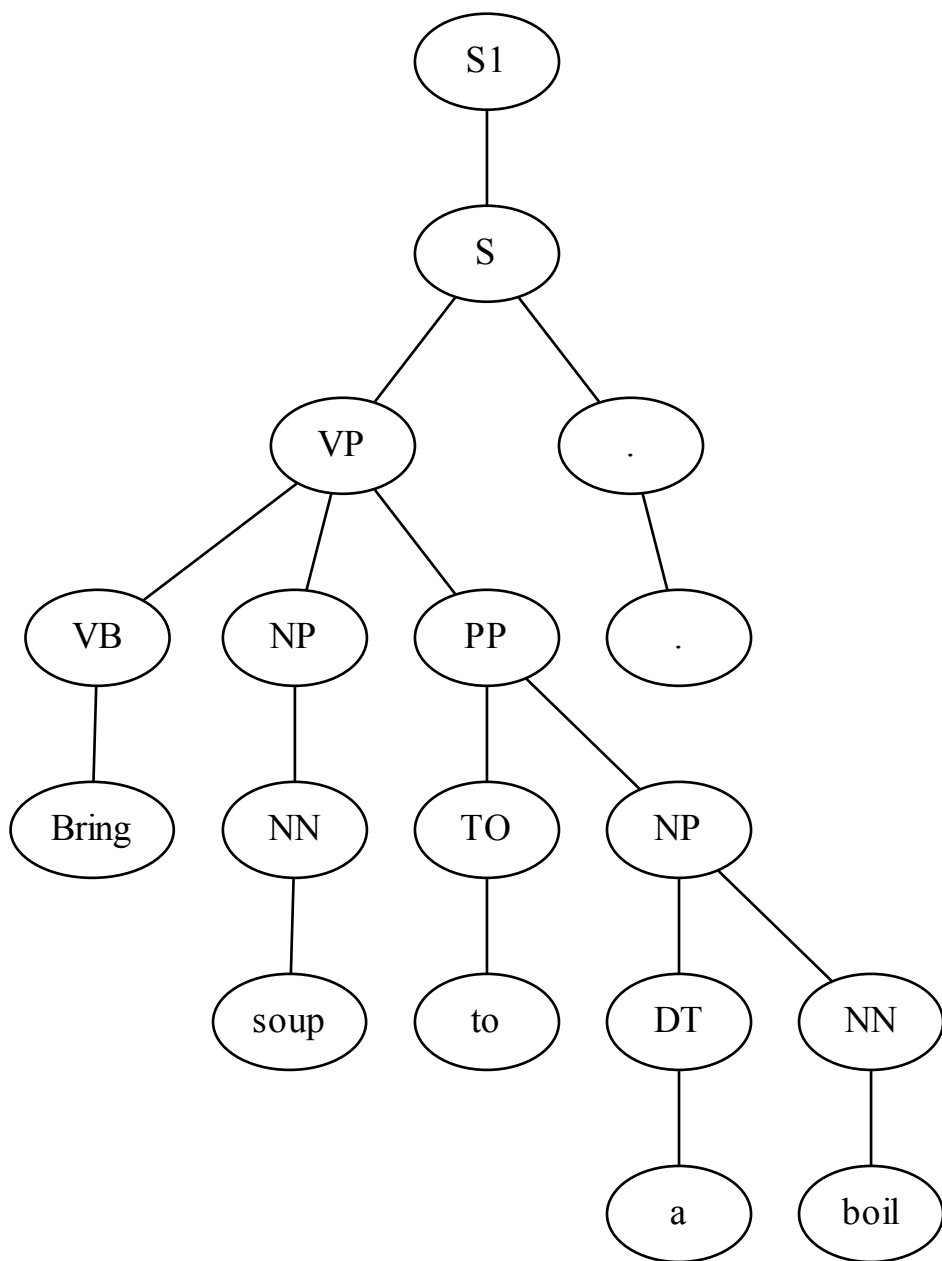 S1
S
VP .
VB NP PP .
Bring NN TO NP
soup to DT NN
a boil